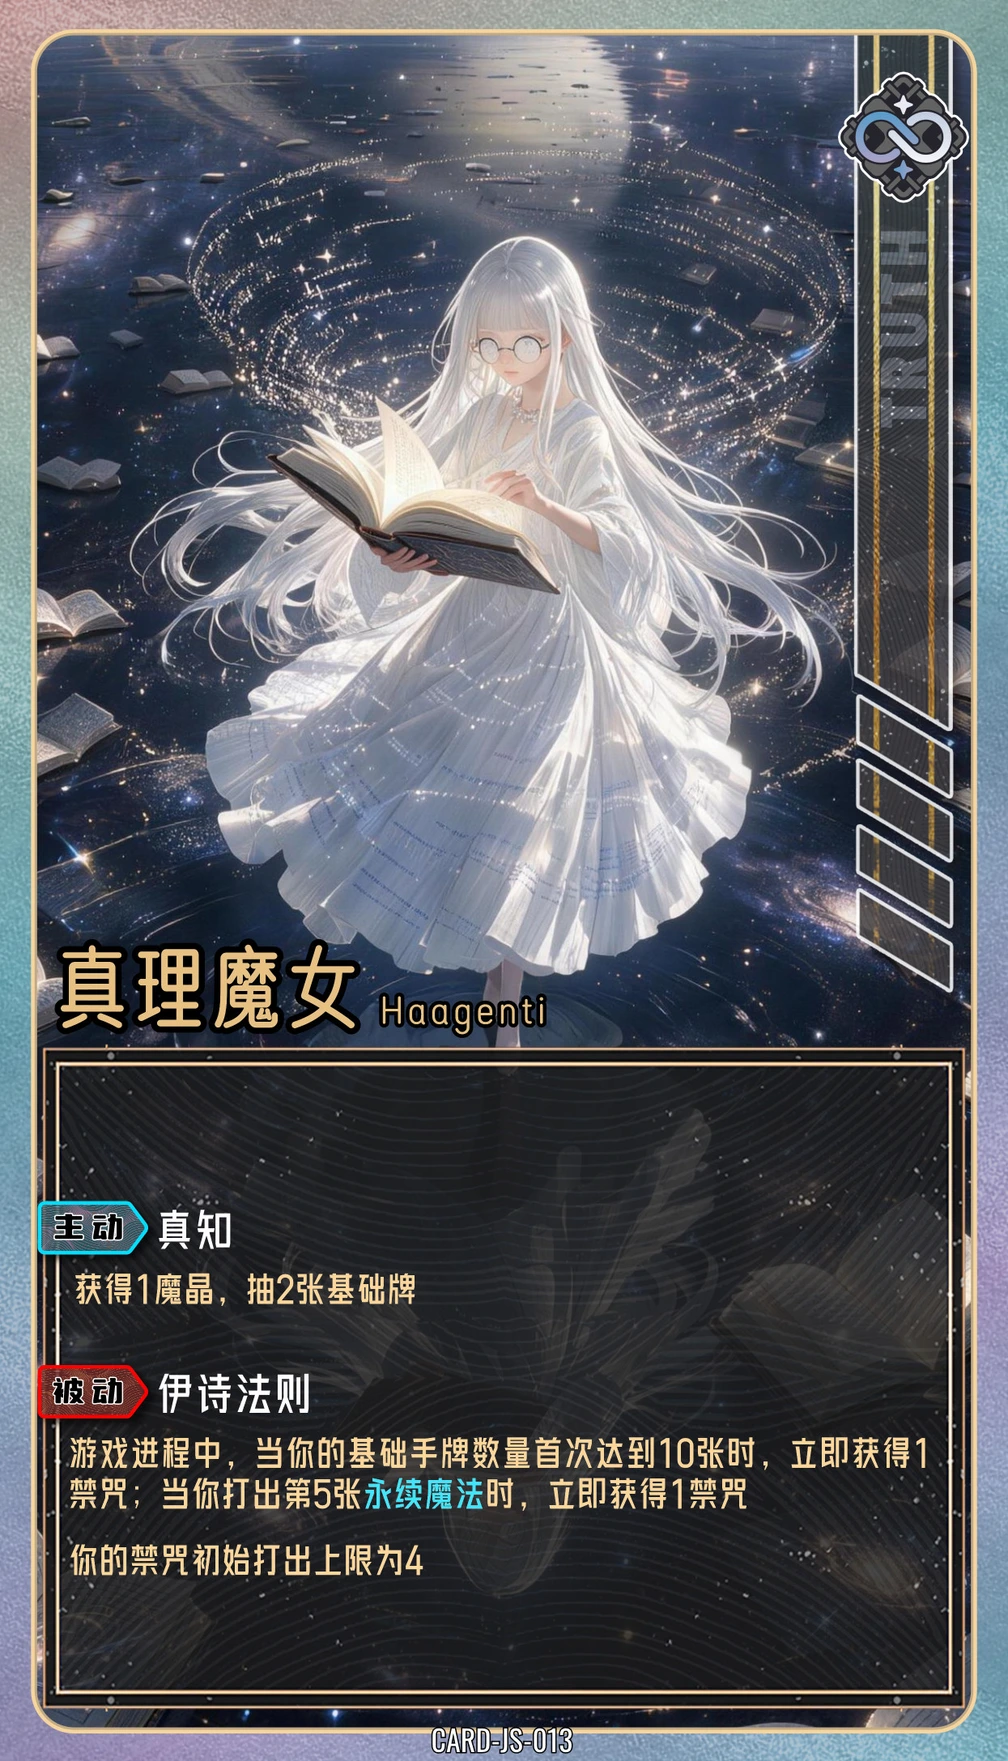 TRUTH
真理魔女 Haagenti
主动 真知
获得1魔晶，抽2张基础牌
被动 伊诗法则
游戏进程中，当你的基础手牌数量首次达到10张时，立即获得1
禁咒；当你打出第5张永续魔法时，立即获得1禁咒
你的禁咒初始打出上限为4
CARD-JS-013